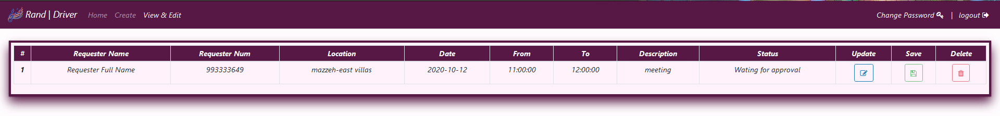 Rand | Driver Home Create View & Edit Change Password | logout
# Requester Name Requester Num Location Date From To Description Status Update Save Delete
1 Requester Full Name 993333649 mazzeh-east villas 2020-10-12 11:00:00 12:00:00 meeting Wating for approval